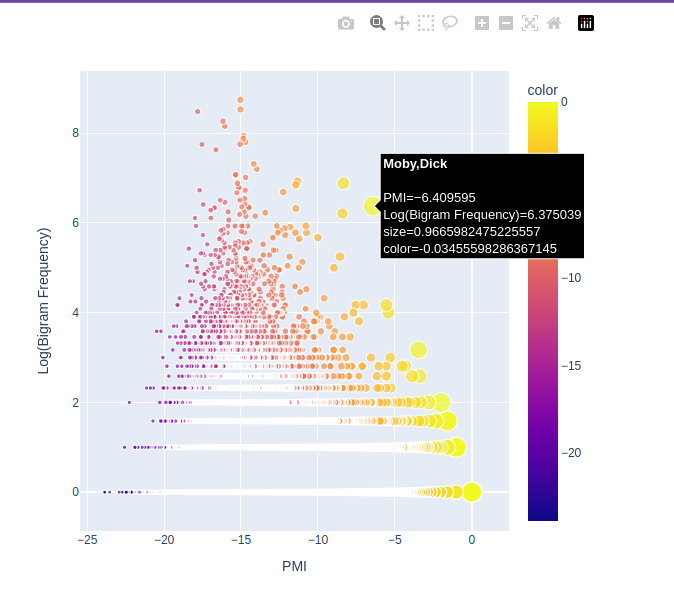 color
0
8
Moby,Dick
PMI=−6.409595
Log(Bigram Frequency)=6.375039
size=0.9665982475225557
color=-0.03455598286367145
6
−10
4
−15
2
−20
0
Log(Bigram Frequency)
−25
−20
−15
−10
−5
0
PMI